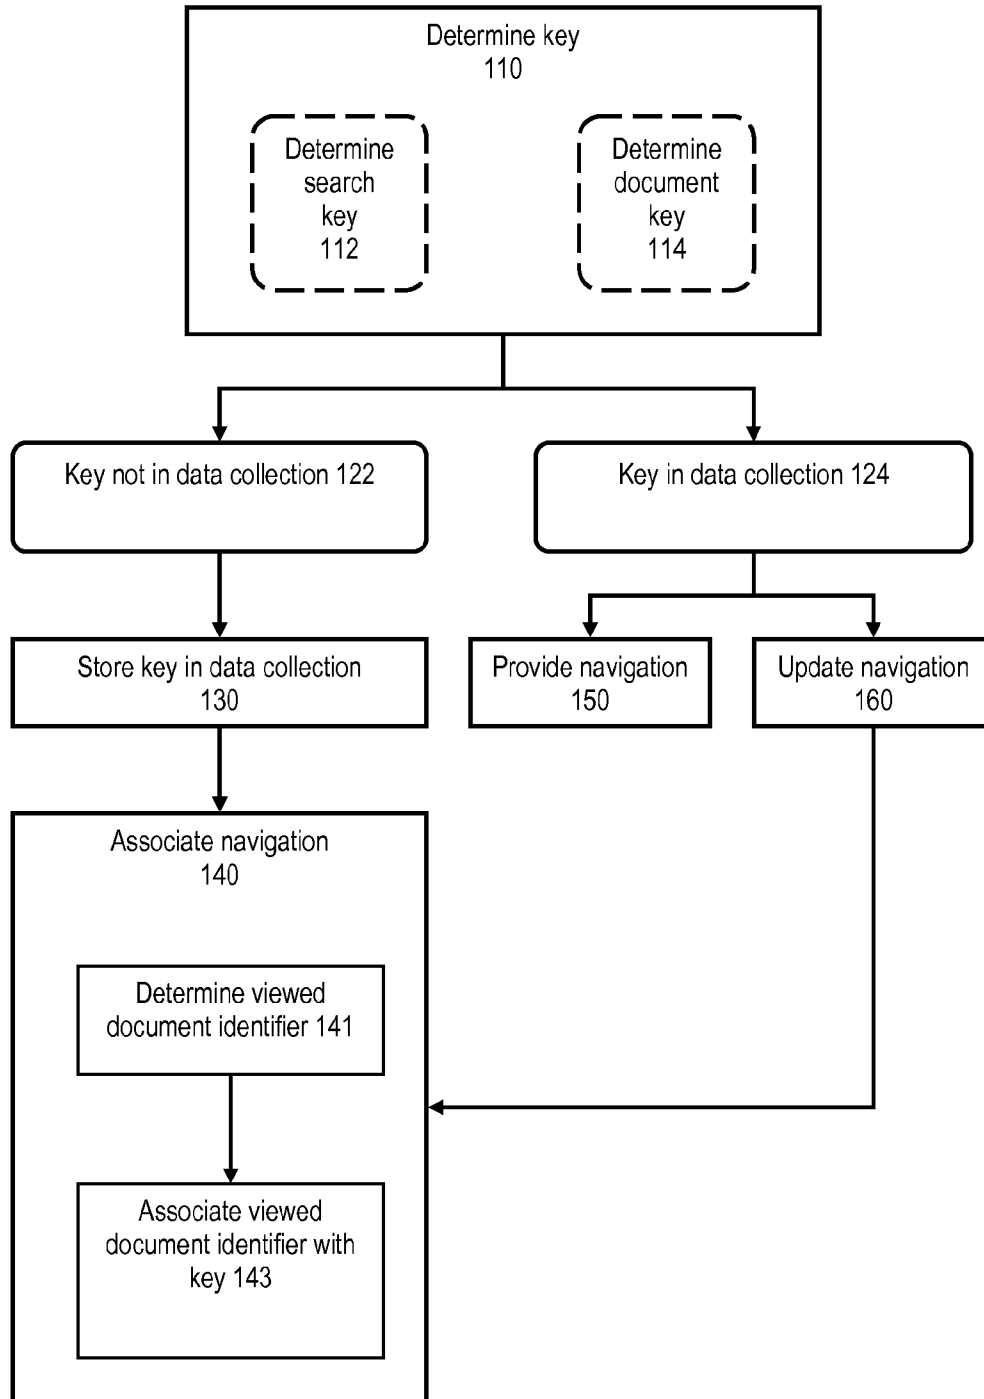 Determine key
110
Determine
search
key
112
Determine
document
key
114
Key not in data collection 122
Key in data collection 124
Store key in data collection
130
Provide navigation
150
Update navigation
160
Associate navigation
140
Determine viewed
document identifier 141
Associate viewed
document identifier with
key 143